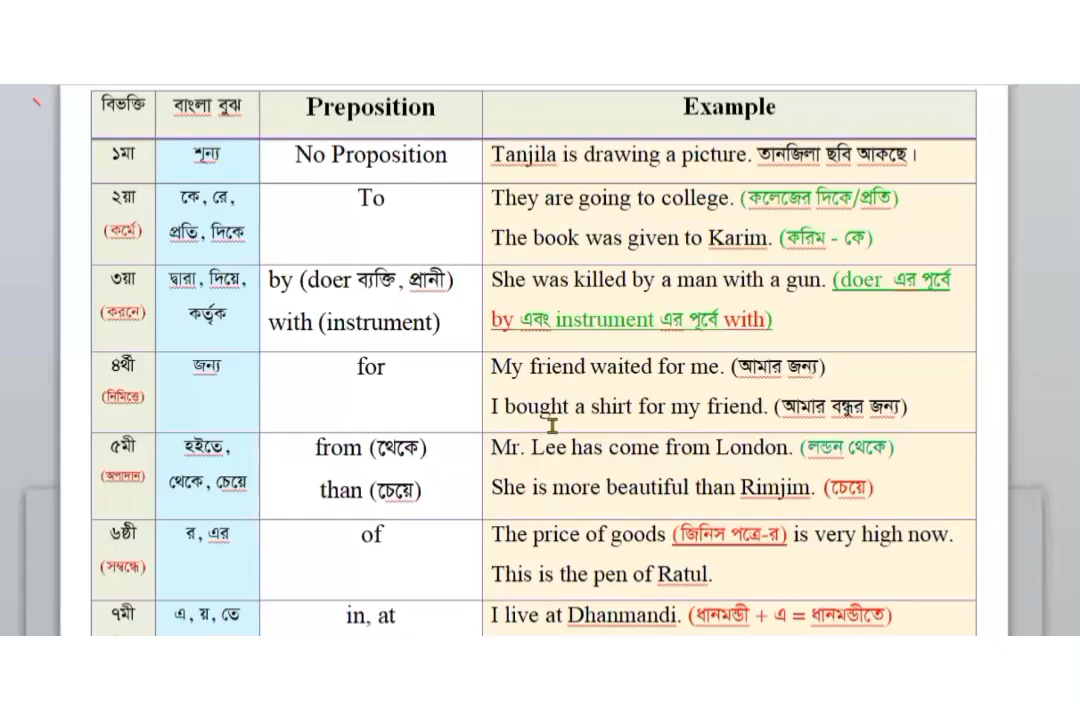 বিভক্তি বাংলা বুঝ Preposition Example
১মা শূন্য No Proposition Tanjila is drawing a picture. তানজিলা ছবি আকছে।
২য়া কে, রে, To They are going to college. (কলেজের দিকে/প্রতি)
(কর্মে) প্রতি, দিকে The book was given to Karim. (করিম - কে)
৩য়া দ্বারা, দিয়ে, by (doer ব্যক্তি, প্রানী) She was killed by a man with a gun. (doer এর পূর্বে
(করনে) কর্তৃক with (instrument) by এবং instrument এর পূর্বে with)
৪র্থী জন্য for My friend waited for me. (আমার জন্য)
(নিমিত্তে) I bought a shirt for my friend. (আমার বন্ধুর জন্য)
৫মী হইতে, from (থেকে) Mr. Lee has come from London. (লন্ডন থেকে)
(অপাদান) থেকে, চেয়ে than (চেয়ে) She is more beautiful than Rimjim. (চেয়ে)
৬ষ্ঠী র, এর of The price of goods (জিনিস পত্রে-র) is very high now.
(সম্বন্ধে) This is the pen of Ratul.
৭মী এ, য়, তে in, at I live at Dhanmandi. (ধানমন্ডী + এ = ধানমন্ডীতে)